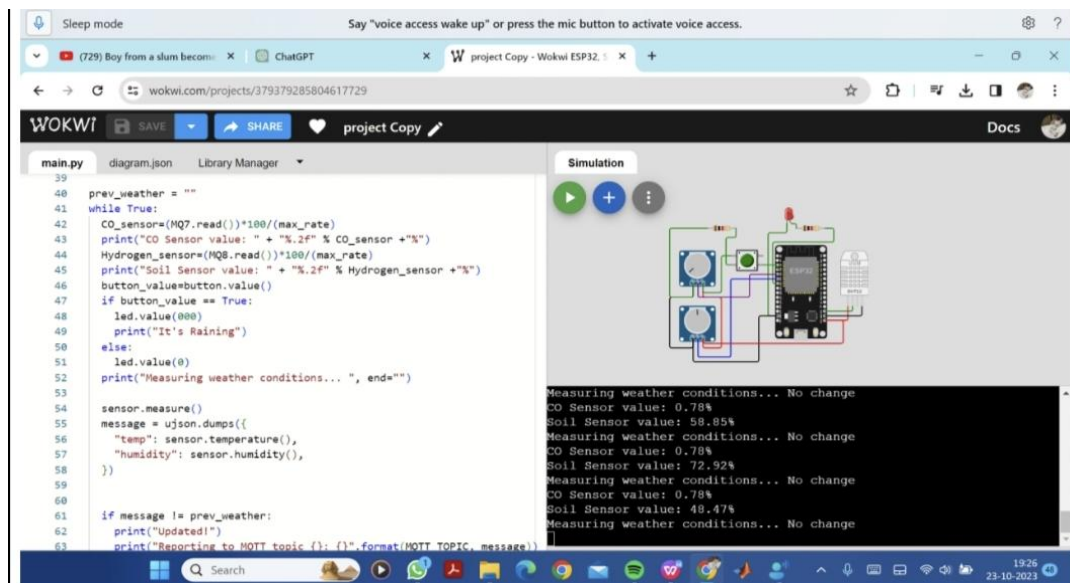 Sleep mode
Say "voice access wake up" or press the mic button to activate voice access.
(729) Boy from a slum become
ChatGPT
project Copy - Wokwi ESP32, S
wokwi.com/projects/379379285804617729
WOKWI
SAVE
SHARE
project Copy
Docs
main.py diagram.json Library Manager
Simulation
39
40 prev_weather = ""
41 while True:
42 CO_sensor=(MQ7.read())*100/(max_rate)
43 print("CO Sensor value: " + "%.2f" % CO_sensor +"%")
44 Hydrogen_sensor=(MQ8.read())*100/(max_rate)
45 print("Soil Sensor value: " + "%.2f" % Hydrogen_sensor +"%")
46 button_value=button.value()
47 if button_value == True:
48 led.value(000)
49 print("It's Raining")
50 else:
51 led.value(0)
52 print("Measuring weather conditions... ", end="")
53
54 sensor.measure()
55 message = ujson.dumps({
56 "temp": sensor.temperature(),
57 "humidity": sensor.humidity(),
58 })
59
60
61 if message != prev_weather:
62 print("Updated!")
63 print("Reporting to MQTT topic {}: {}".format(MQTT_TOPIC, message))
ESP32
Measuring weather conditions... No change
CO Sensor value: 0.78%
Soil Sensor value: 58.85%
Measuring weather conditions... No change
CO Sensor value: 0.78%
Soil Sensor value: 72.92%
Measuring weather conditions... No change
CO Sensor value: 0.78%
Soil Sensor value: 48.47%
Measuring weather conditions... No change
Search
19:26
23-10-2023